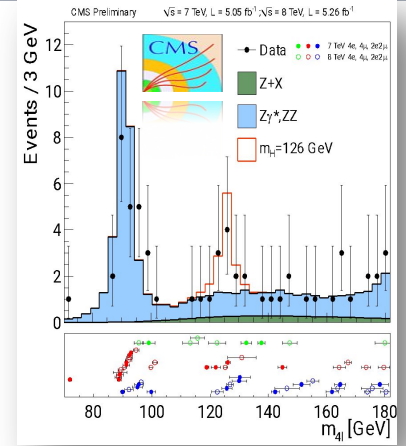 CMS Preliminary √s = 7 TeV, L = 5.05 fb⁻¹ ; √s = 8 TeV, L = 5.26 fb⁻¹
Events / 3 GeV
12
10
8
6
4
2
0
CMS
Data
7 TeV 4e, 4μ, 2e2μ
8 TeV 4e, 4μ, 2e2μ
Z+X
Zγ*,ZZ
m_H=126 GeV
80 100 120 140 160 180
m_4l [GeV]